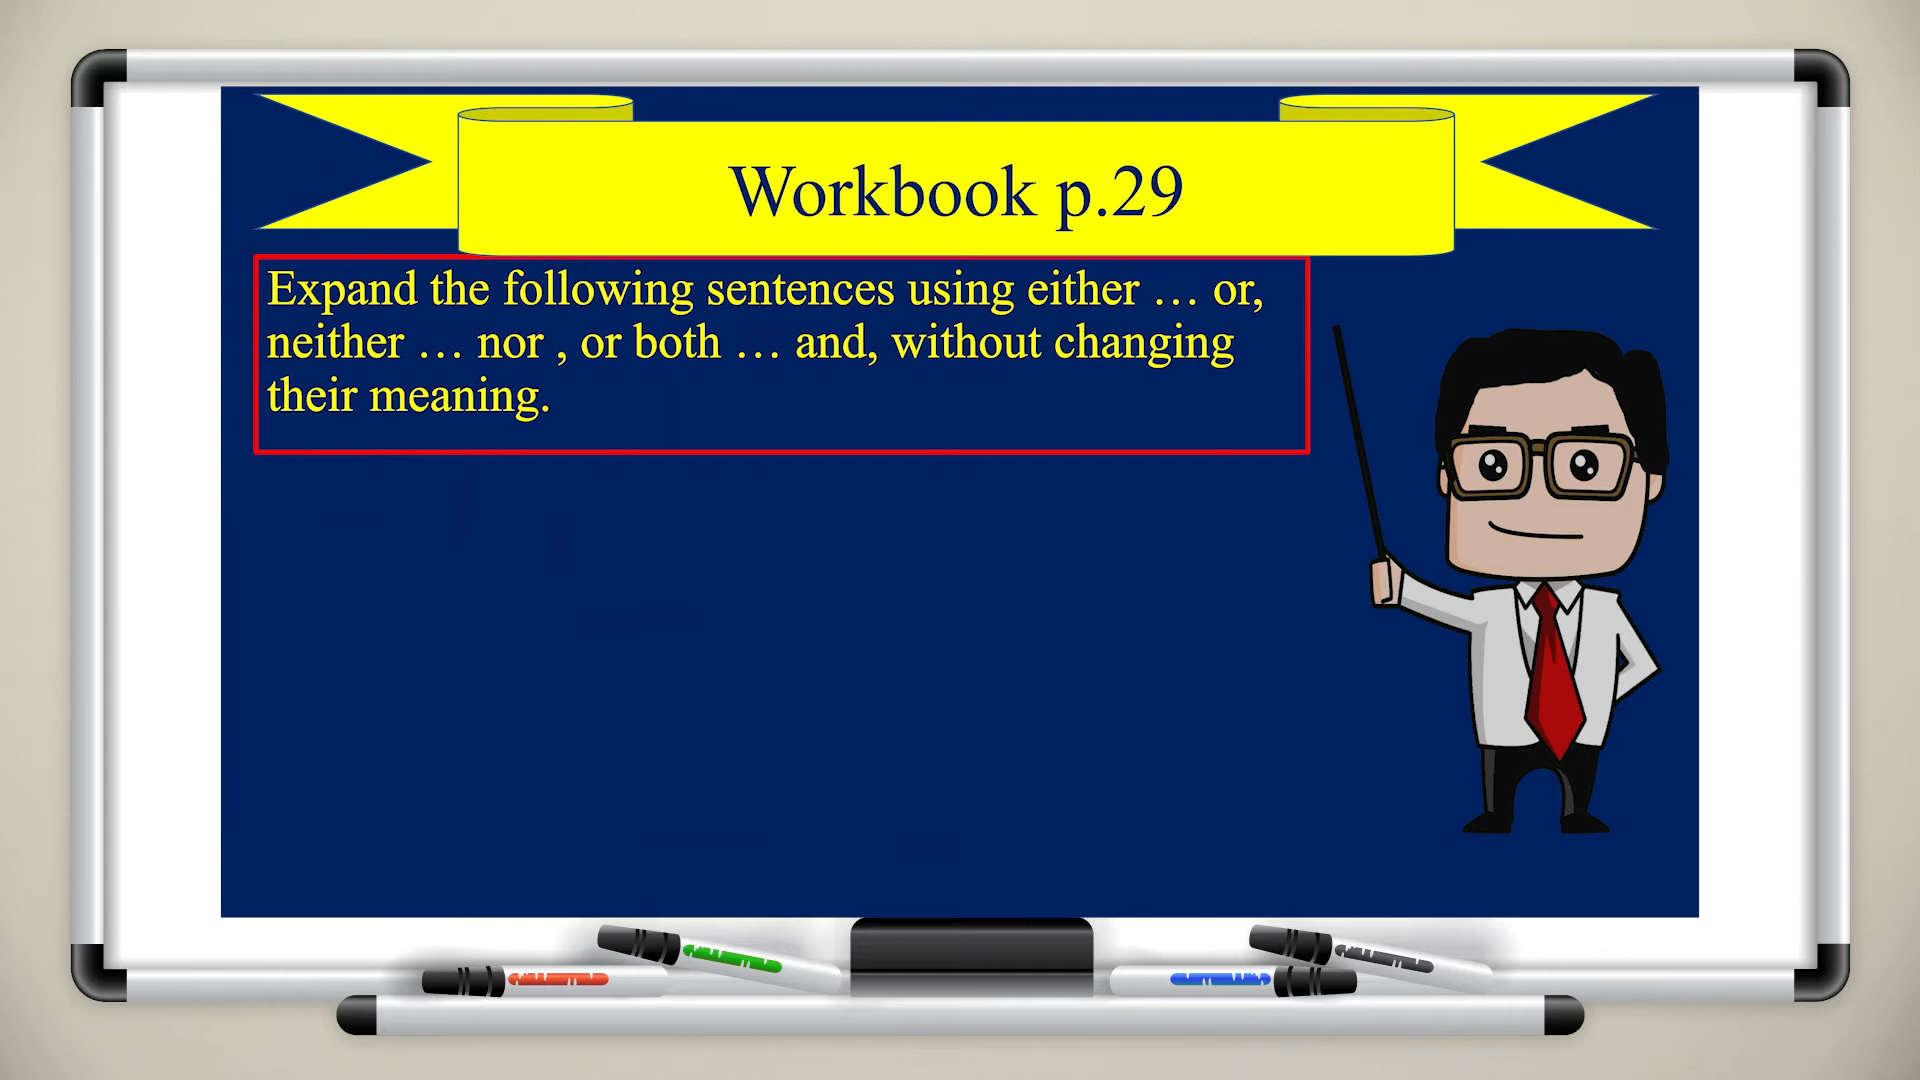 Workbook p.29
Expand the following sentences using either … or,
neither … nor , or both … and, without changing
their meaning.